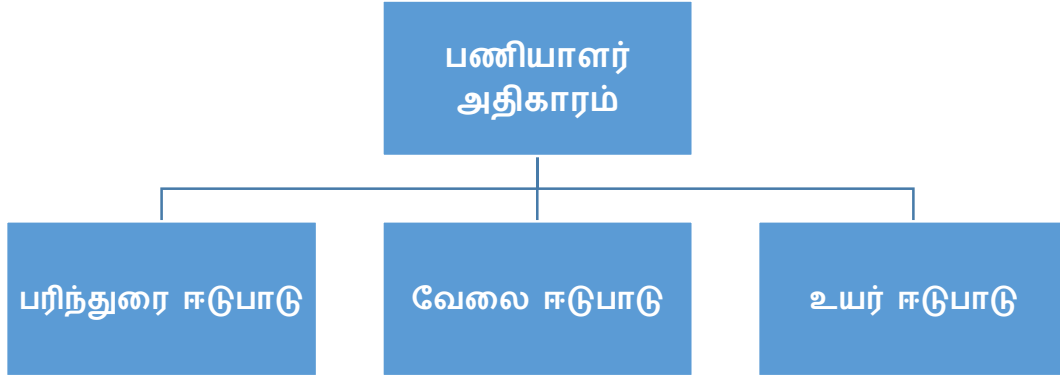 பணியாளர்
அதிகாரம்
பரிந்துரை ஈடுபாடு
வேலை ஈடுபாடு
உயர் ஈடுபாடு